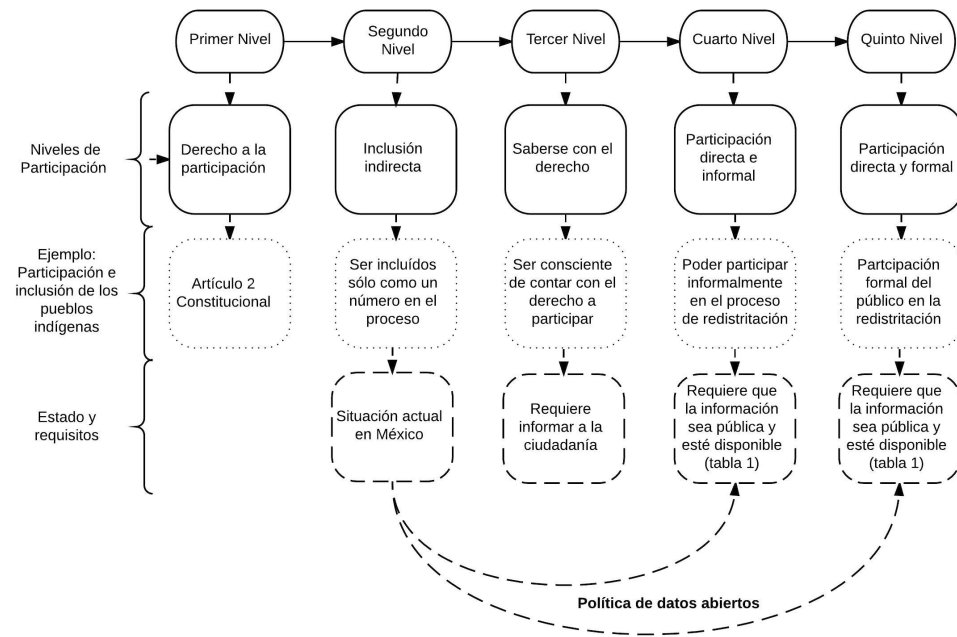 Primer Nivel
Segundo
Nivel
Tercer Nivel
Cuarto Nivel
Quinto Nivel
Niveles de
Participación
Derecho a la
participación
Inclusión
indirecta
Saberse con el
derecho
Participación
directa e
informal
Participación
directa y formal
Ejemplo:
Participación e
inclusión de los
pueblos
indígenas
Artículo 2
Constitucional
Ser incluídos
sólo como un
número en el
proceso
Ser consciente
de contar con el
derecho a
participar
Poder participar
informalmente
en el proceso
de redistritación
Partcipación
formal del
público en la
redistritación
Estado y
requisitos
Situación actual
en México
Requiere
informar a la
ciudadanía
Requiere que
la información
sea pública y
esté disponible
(tabla 1)
Requiere que
la información
sea pública y
esté disponible
(tabla 1)
Política de datos abiertos